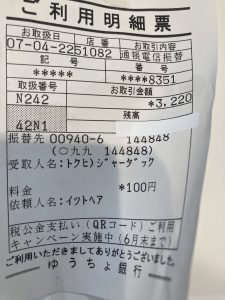 ご利用明細票
お取扱日 店番 お取引内容
07-04-22 51082 通帳電信振替
記号 番号
***** ****8351
取扱番号 お取引金額
N242 *3,220
残高
42N1
振替先 00940-6 144848
(〇九九 144848)
受取人名:トクヒ)ジャーダック
料金 *100円
依頼人名:イツトヘア
税公金支払い(QRコード)ご利用
キャンペーン実施中(6月末まで)
ご利用いただきましてありがとうございました。
ゆうちょ銀行